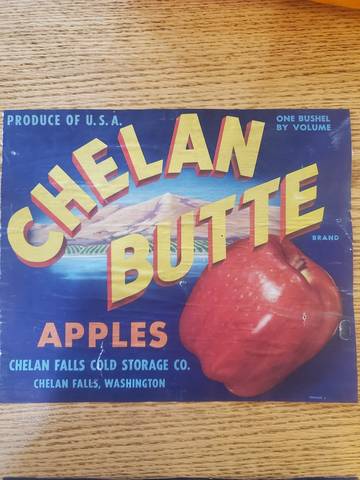 PRODUCE OF U.S.A.
ONE BUSHEL
BY VOLUME
CHELAN
BUTTE
BRAND
APPLES
CHELAN FALLS COLD STORAGE CO.
CHELAN FALLS, WASHINGTON